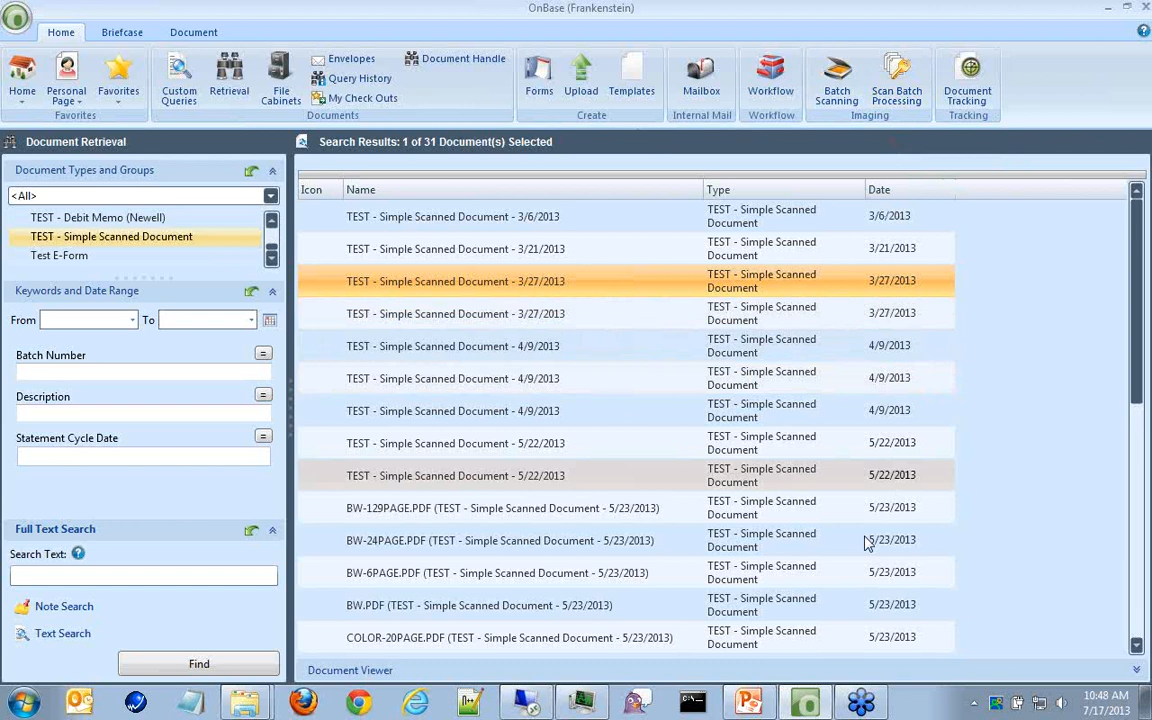 OnBase (Frankenstein)
Home
Briefcase
Document
Home
Personal Page
Favorites
Favorites
Custom Queries
Retrieval
File Cabinets
Envelopes
Query History
My Check Outs
Document Handle
Documents
Forms
Upload
Templates
Create
Mailbox
Internal Mail
Workflow
Workflow
Batch Scanning
Scan Batch Processing
Imaging
Document Tracking
Tracking
Document Retrieval
Document Types and Groups
<All>
TEST - Debit Memo (Newell)
TEST - Simple Scanned Document
Test E-Form
Keywords and Date Range
From
To
Batch Number
=
Description
=
Statement Cycle Date
=
Full Text Search
Search Text:
Note Search
Text Search
Find
Search Results: 1 of 31 Document(s) Selected
Icon Name Type Date
TEST - Simple Scanned Document - 3/6/2013 TEST - Simple Scanned Document 3/6/2013
TEST - Simple Scanned Document - 3/21/2013 TEST - Simple Scanned Document 3/21/2013
TEST - Simple Scanned Document - 3/27/2013 TEST - Simple Scanned Document 3/27/2013
TEST - Simple Scanned Document - 3/27/2013 TEST - Simple Scanned Document 3/27/2013
TEST - Simple Scanned Document - 4/9/2013 TEST - Simple Scanned Document 4/9/2013
TEST - Simple Scanned Document - 4/9/2013 TEST - Simple Scanned Document 4/9/2013
TEST - Simple Scanned Document - 4/9/2013 TEST - Simple Scanned Document 4/9/2013
TEST - Simple Scanned Document - 5/22/2013 TEST - Simple Scanned Document 5/22/2013
TEST - Simple Scanned Document - 5/22/2013 TEST - Simple Scanned Document 5/22/2013
BW-129PAGE.PDF (TEST - Simple Scanned Document - 5/23/2013) TEST - Simple Scanned Document 5/23/2013
BW-24PAGE.PDF (TEST - Simple Scanned Document - 5/23/2013) TEST - Simple Scanned Document 5/23/2013
BW-6PAGE.PDF (TEST - Simple Scanned Document - 5/23/2013) TEST - Simple Scanned Document 5/23/2013
BW.PDF (TEST - Simple Scanned Document - 5/23/2013) TEST - Simple Scanned Document 5/23/2013
COLOR-20PAGE.PDF (TEST - Simple Scanned Document - 5/23/2013) TEST - Simple Scanned Document 5/23/2013
Document Viewer
10:48 AM
7/17/2013